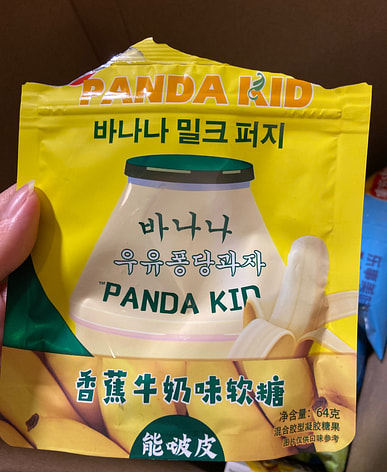 PANDA KID
바나나 밀크 퍼지
바나나
우유퐁당과자
™PANDA KID
香蕉牛奶味软糖
净含量：64克
混合胶型凝胶糖果
图片仅供口味参考
能啵皮